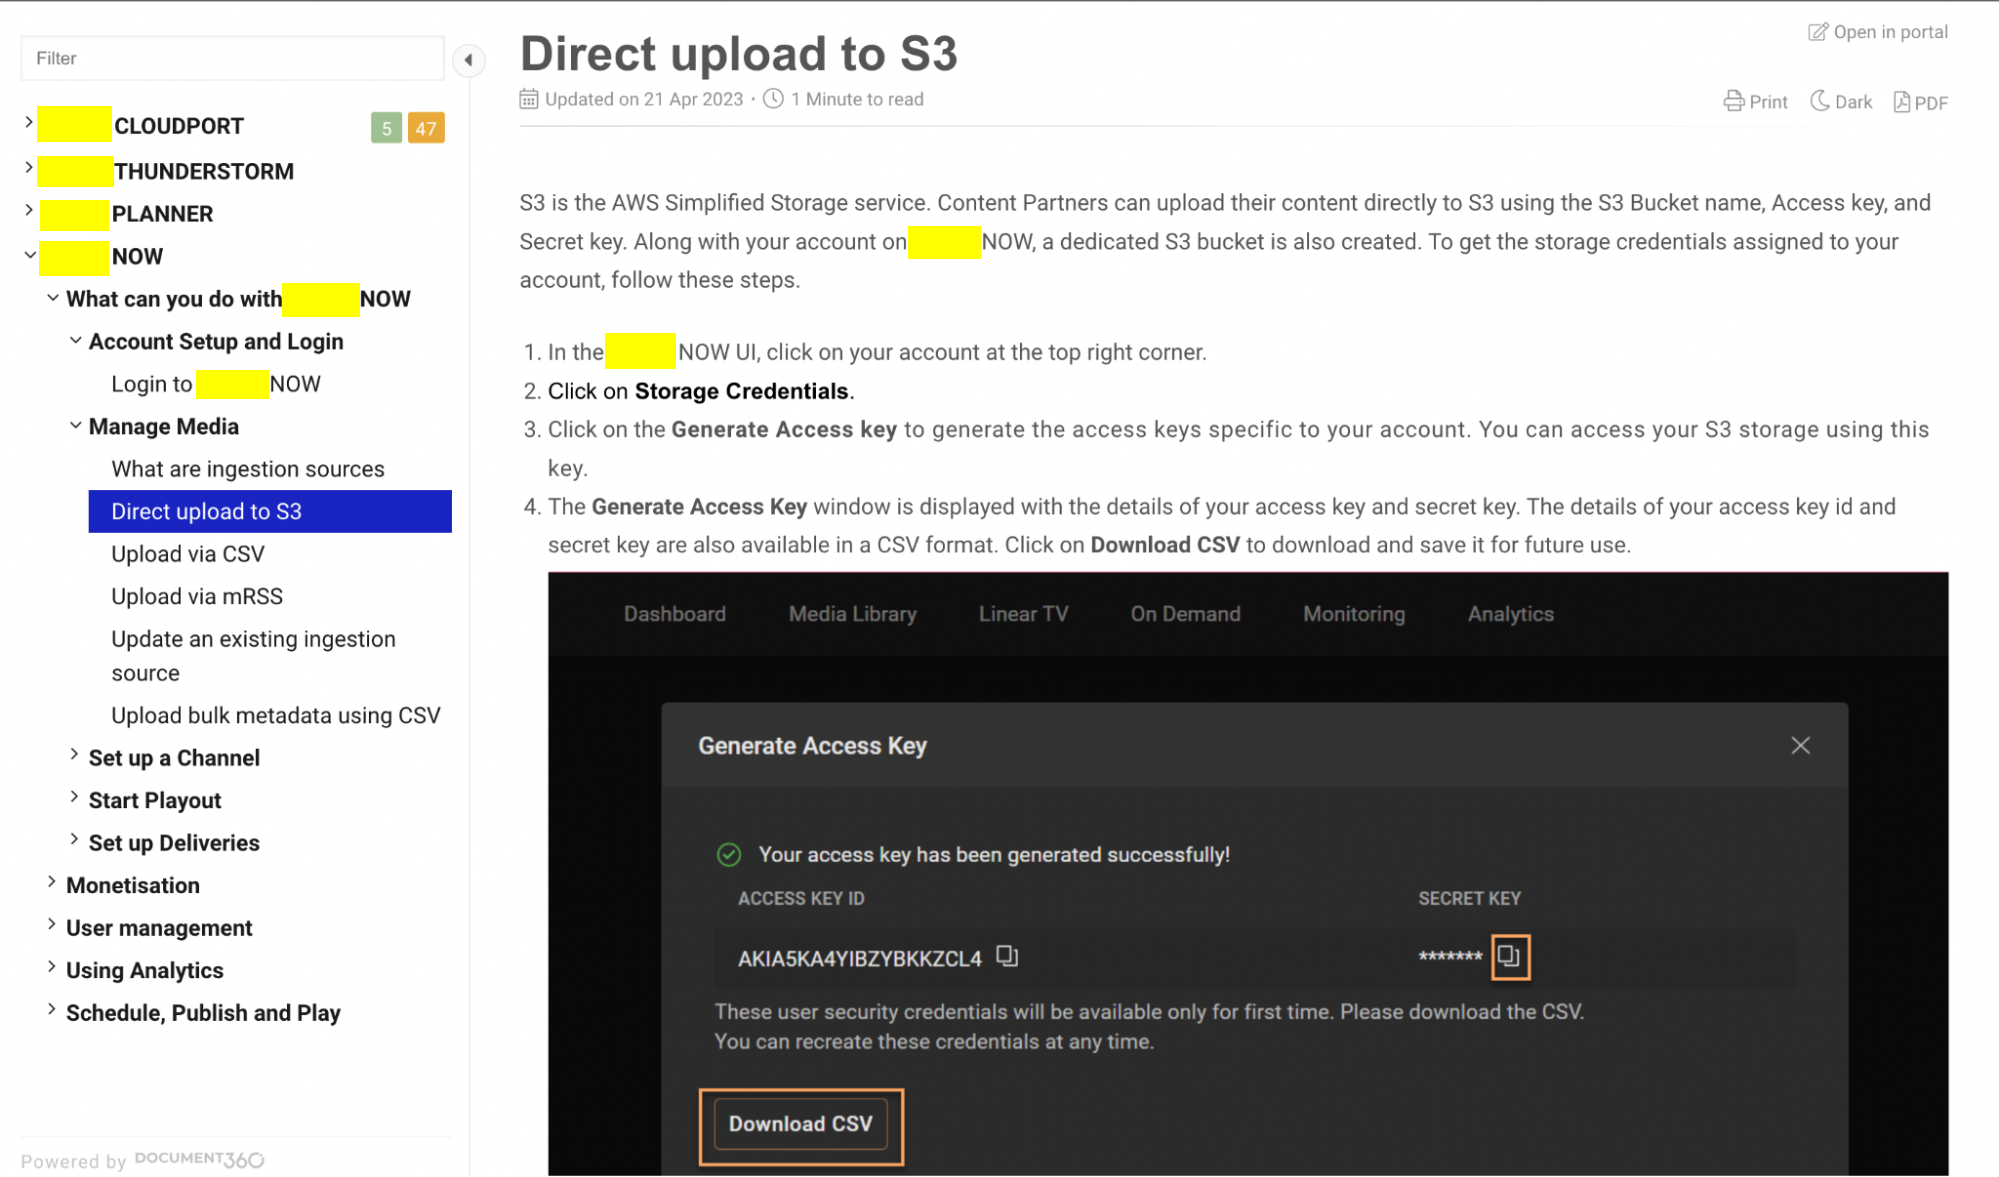 Filter
CLOUDPORT
5 47
THUNDERSTORM
PLANNER
NOW
What can you do with NOW
Account Setup and Login
Login to NOW
Manage Media
What are ingestion sources
Direct upload to S3
Upload via CSV
Upload via mRSS
Update an existing ingestion
source
Upload bulk metadata using CSV
Set up a Channel
Start Playout
Set up Deliveries
Monetisation
User management
Using Analytics
Schedule, Publish and Play
Powered by DOCUMENT360
Direct upload to S3
Open in portal
Updated on 21 Apr 2023 · 1 Minute to read
Print Dark PDF
S3 is the AWS Simplified Storage service. Content Partners can upload their content directly to S3 using the S3 Bucket name, Access key, and
Secret key. Along with your account on NOW, a dedicated S3 bucket is also created. To get the storage credentials assigned to your
account, follow these steps.
1. In the NOW UI, click on your account at the top right corner.
2. Click on Storage Credentials.
3. Click on the Generate Access key to generate the access keys specific to your account. You can access your S3 storage using this
key.
4. The Generate Access Key window is displayed with the details of your access key and secret key. The details of your access key id and
secret key are also available in a CSV format. Click on Download CSV to download and save it for future use.
Dashboard Media Library Linear TV On Demand Monitoring Analytics
Generate Access Key
Your access key has been generated successfully!
ACCESS KEY ID SECRET KEY
AKIA5KA4YIBZYBKKZCL4 *******
These user security credentials will be available only for first time. Please download the CSV.
You can recreate these credentials at any time.
Download CSV